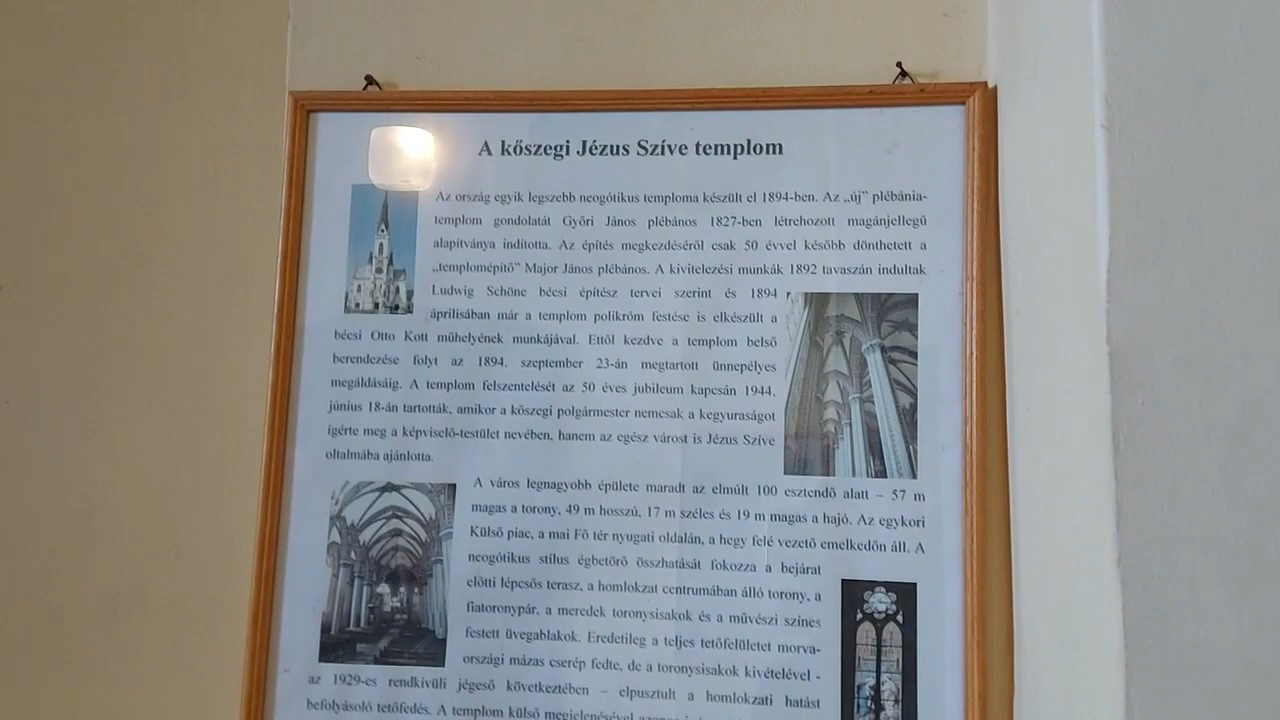 A kőszegi Jézus Szíve templom
Az ország egyik legszebb neogótikus temploma készült el 1894-ben. Az „új” plébánia-
templom gondolatát Győri János plébános 1827-ben létrehozott magánjellegű
alapítványa indította. Az építés megkezdéséről csak 50 évvel később dönthetett a
„templomépítő” Major János plébános. A kivitelezési munkák 1892 tavaszán indultak
Ludwig Schöne bécsi építész tervei szerint és 1894
áprilisában már a templom polikróm festése is elkészült a
bécsi Otto Kott műhelyének munkájával. Ettől kezdve a templom belső
berendezése folyt az 1894. szeptember 23-án megtartott ünnepélyes
megáldásáig. A templom felszentelését az 50 éves jubileum kapcsán 1944.
június 18-án tartották, amikor a kőszegi polgármester nemcsak a kegyuraságot
ígérte meg a képviselő-testület nevében, hanem az egész várost is Jézus Szíve
oltalmába ajánlotta.
A város legnagyobb épülete maradt az elmúlt 100 esztendő alatt – 57 m
magas a torony, 49 m hosszú, 17 m széles és 19 m magas a hajó. Az egykori
Külső piac, a mai Fő tér nyugati oldalán, a hegy felé vezető emelkedőn áll. A
neogótikus stílus égbetörő összhatását fokozza a bejárat
előtti lépcsős terasz, a homlokzat centrumában álló torony, a
fiatoronypár, a meredek toronysisakok és a művészi színes
festett üvegablakok. Eredetileg a teljes tetőfelületet morva-
országi mázas cserép fedte, de a toronysisakok kivételével -
az 1929-es rendkívüli jégeső következtében – elpusztult a homlokzati hatást
befolyásoló tetőfedés. A templom külső megjelenésével